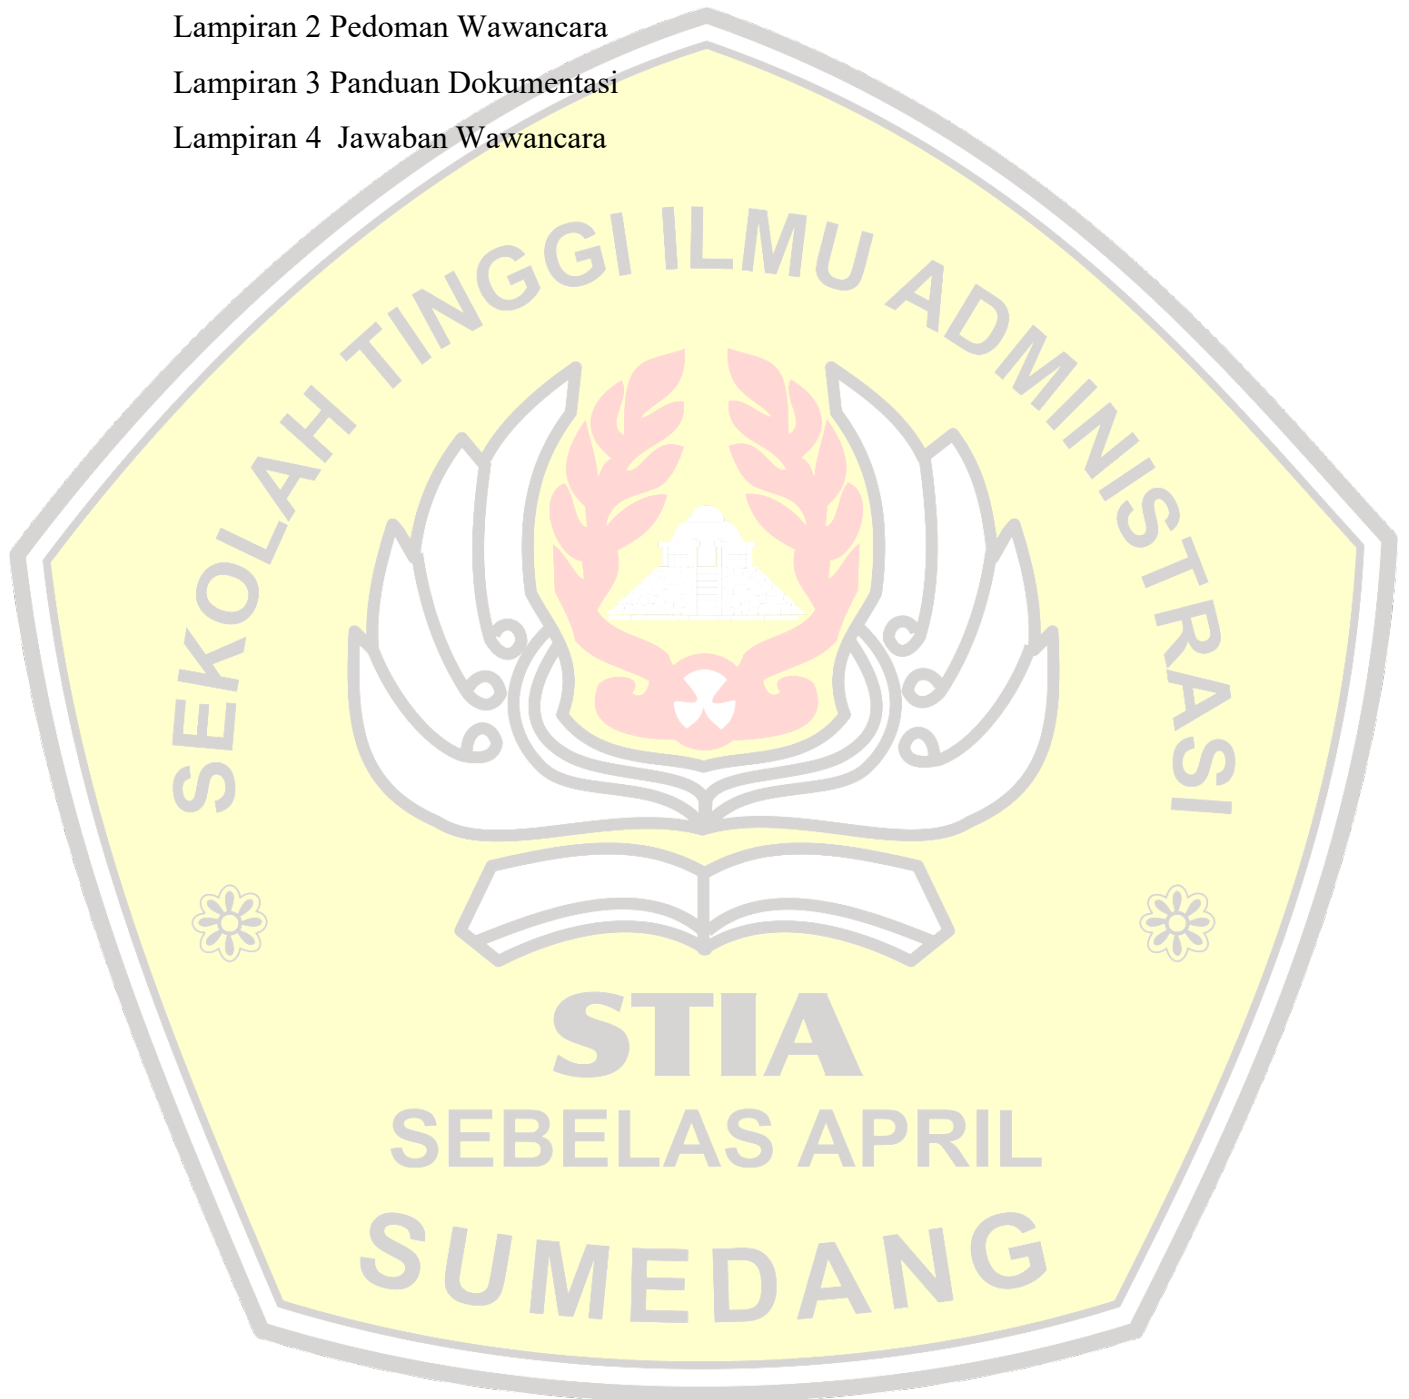 Lampiran 2 Pedoman Wawancara
Lampiran 3 Panduan Dokumentasi
Lampiran 4  Jawaban Wawancara
SEKOLAH TINGGI ILMU ADMINISTRASI
STIA
SEBELAS APRIL
SUMEDANG